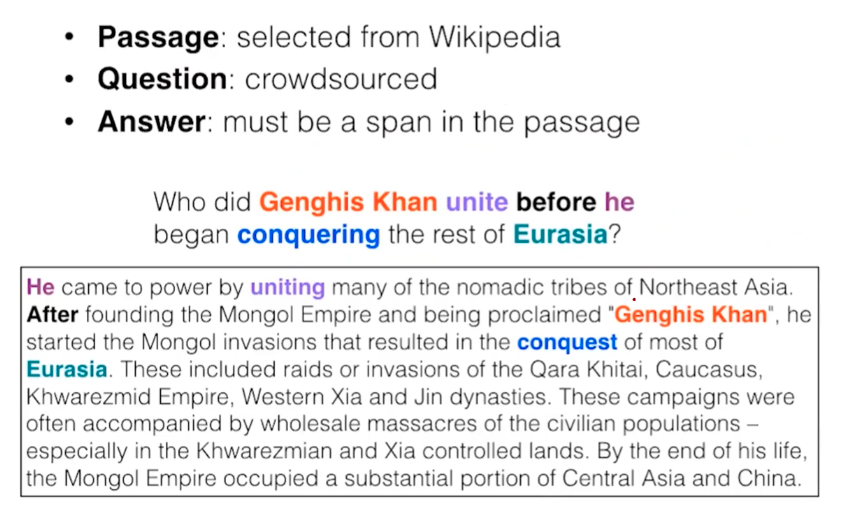 • Passage: selected from Wikipedia
• Question: crowdsourced
• Answer: must be a span in the passage
Who did Genghis Khan unite before he
began conquering the rest of Eurasia?
He came to power by uniting many of the nomadic tribes of Northeast Asia.
After founding the Mongol Empire and being proclaimed "Genghis Khan", he
started the Mongol invasions that resulted in the conquest of most of
Eurasia. These included raids or invasions of the Qara Khitai, Caucasus,
Khwarezmid Empire, Western Xia and Jin dynasties. These campaigns were
often accompanied by wholesale massacres of the civilian populations –
especially in the Khwarezmian and Xia controlled lands. By the end of his life,
the Mongol Empire occupied a substantial portion of Central Asia and China.